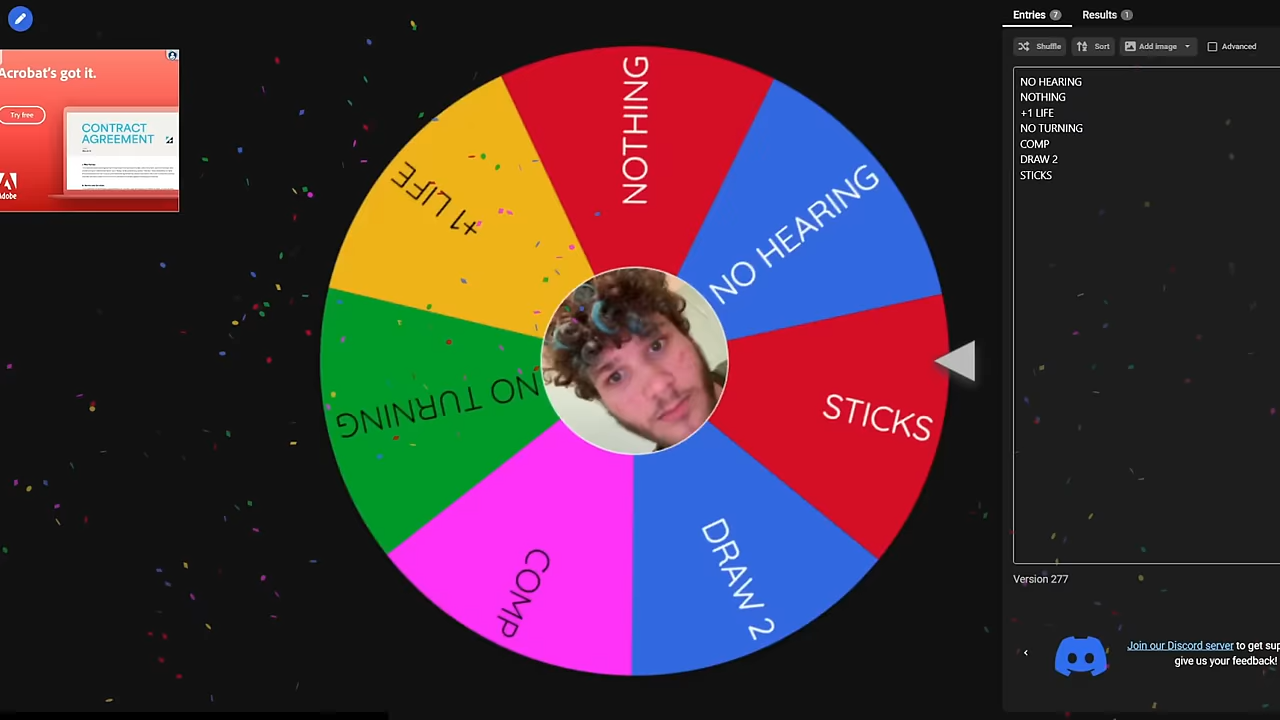 Entries 7 Results 1
Shuffle Sort Add image Advanced
NO HEARING
NOTHING
+1 LIFE
NO TURNING
COMP
DRAW 2
STICKS
Version 277
Join our Discord server to get
give us your feedback!
Acrobat's got it.
Try free
CONTRACT
AGREEMENT
Adobe
NOTHING
NO HEARING
STICKS
DRAW 2
COMP
NO TURNING
+1 LIFE